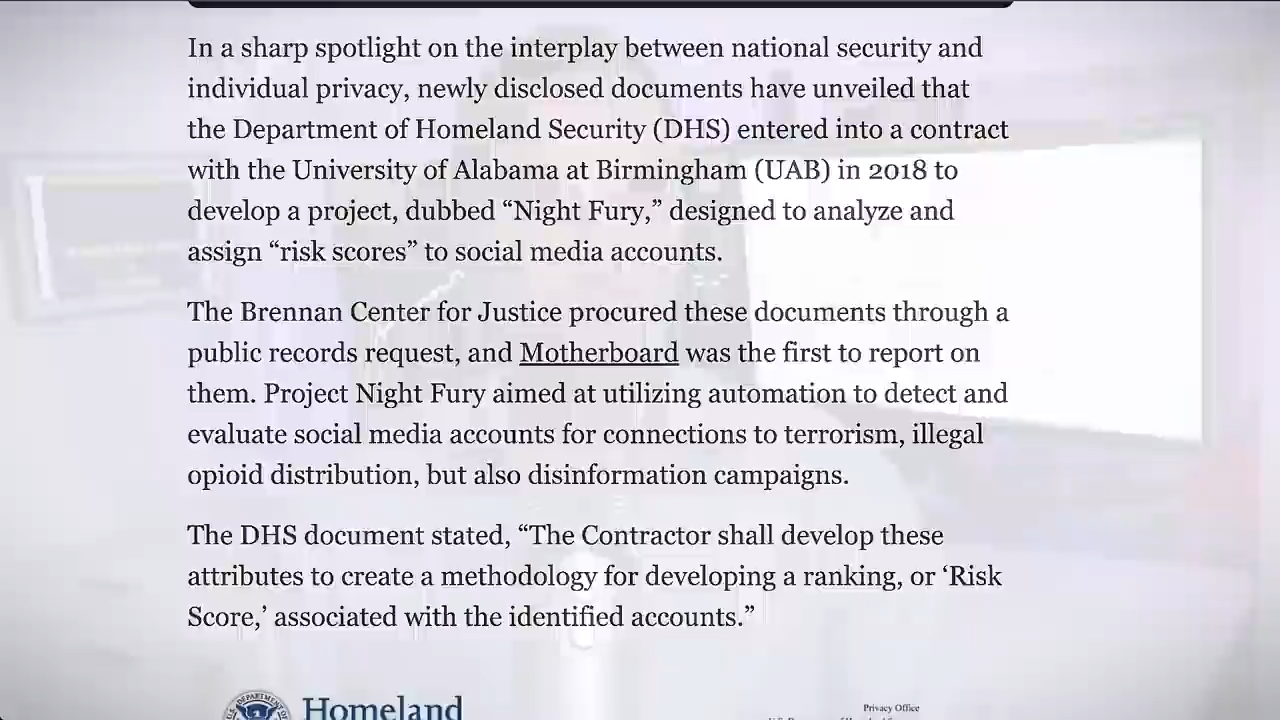 In a sharp spotlight on the interplay between national security and
individual privacy, newly disclosed documents have unveiled that
the Department of Homeland Security (DHS) entered into a contract
with the University of Alabama at Birmingham (UAB) in 2018 to
develop a project, dubbed “Night Fury,” designed to analyze and
assign “risk scores” to social media accounts.
The Brennan Center for Justice procured these documents through a
public records request, and Motherboard was the first to report on
them. Project Night Fury aimed at utilizing automation to detect and
evaluate social media accounts for connections to terrorism, illegal
opioid distribution, but also disinformation campaigns.
The DHS document stated, “The Contractor shall develop these
attributes to create a methodology for developing a ranking, or ‘Risk
Score,’ associated with the identified accounts.”
Homeland
Privacy Office